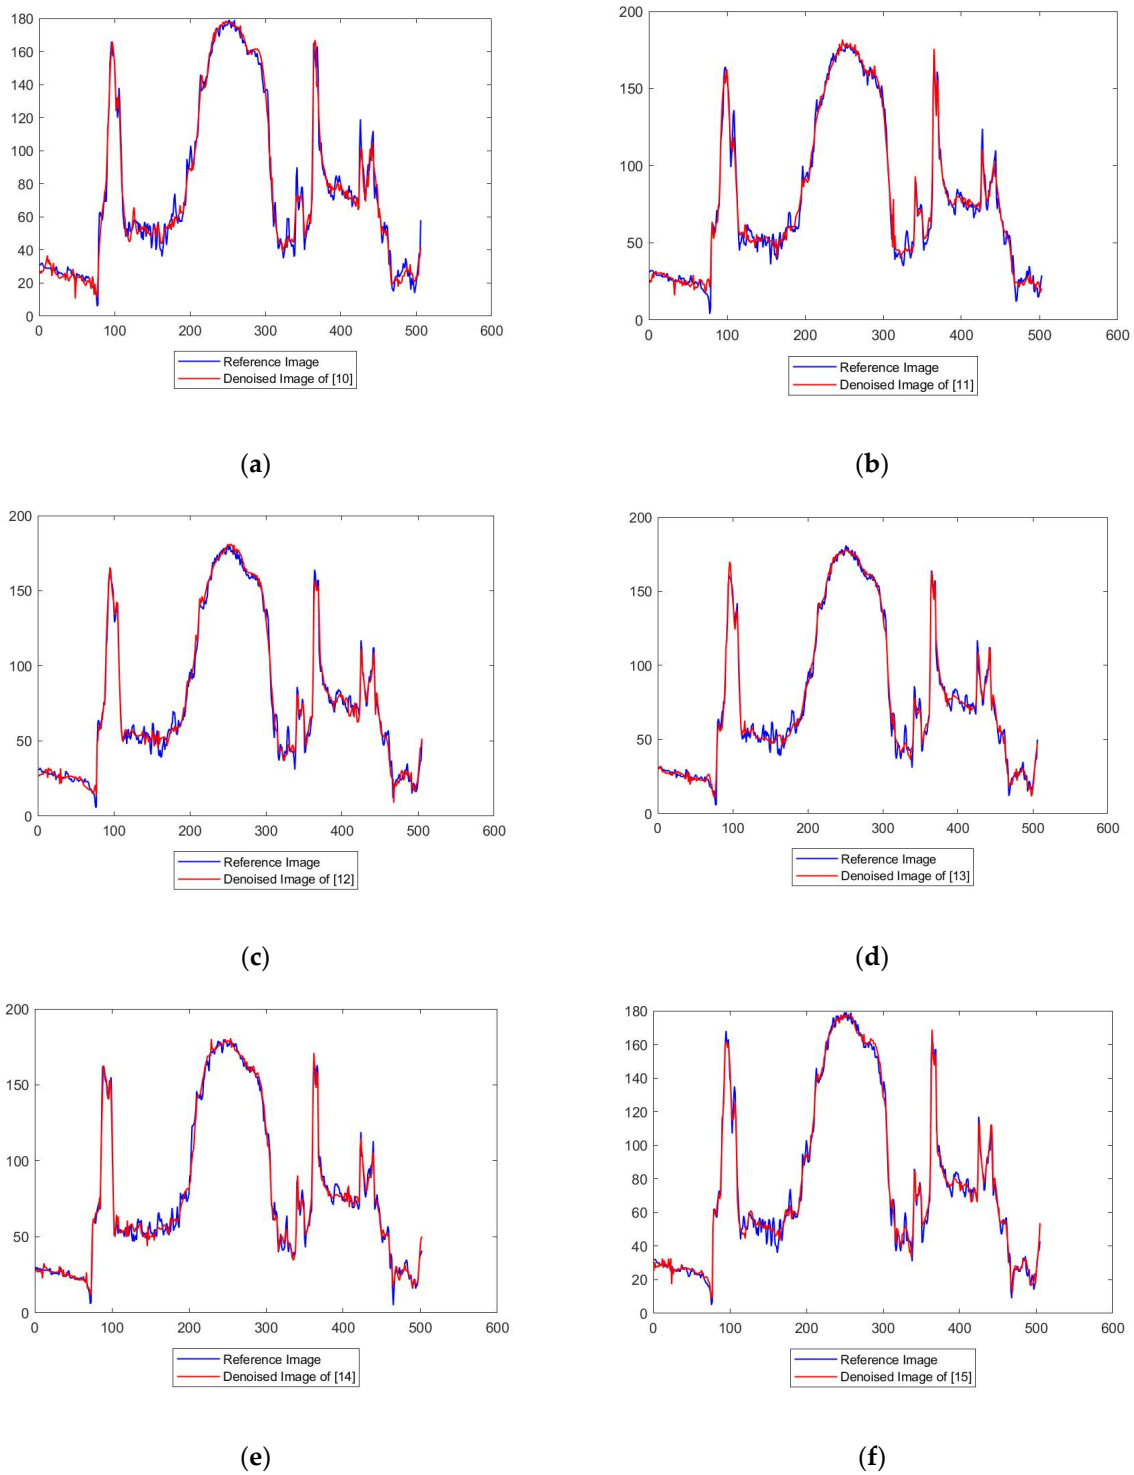 180
160
140
120
100
80
60
40
20
0
0 100 200 300 400 500 600
Reference Image
Denoised Image of [10]
(a)
200
150
100
50
0
0 100 200 300 400 500 600
Reference Image
Denoised Image of [11]
(b)
200
150
100
50
0
0 100 200 300 400 500 600
Reference Image
Denoised Image of [12]
(c)
200
150
100
50
0
0 100 200 300 400 500 600
Reference Image
Denoised Image of [13]
(d)
200
150
100
50
0
0 100 200 300 400 500 600
Reference Image
Denoised Image of [14]
(e)
180
160
140
120
100
80
60
40
20
0
0 100 200 300 400 500 600
Reference Image
Denoised Image of [15]
(f)